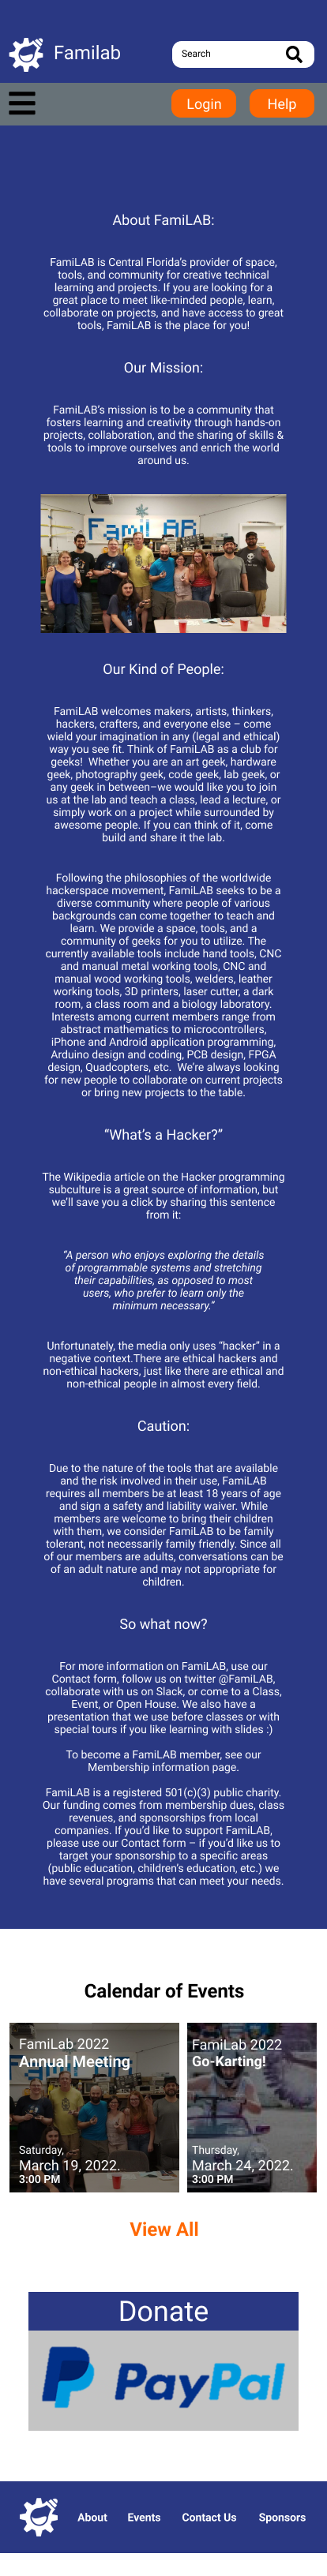 Familab
Search
Login
Help
About FamiLAB:
FamiLAB is Central Florida's provider of space,
tools, and community for creative technical
learning and projects. If you are looking for a
great place to meet like-minded people, learn,
collaborate on projects, and have access to great
tools, FamiLAB is the place for you!
Our Mission:
FamiLAB's mission is to be a community that
fosters learning and creativity through hands-on
projects, collaboration, and the sharing of skills &
tools to improve ourselves and enrich the world
around us.
FamiLAB
Our Kind of People:
FamiLAB welcomes makers, artists, thinkers,
hackers, crafters, and everyone else – come
wield your imagination in any (legal and ethical)
way you see fit. Think of FamiLAB as a club for
geeks!  Whether you are an art geek, hardware
geek, photography geek, code geek, lab geek, or
any geek in between–we would like you to join
us at the lab and teach a class, lead a lecture, or
simply work on a project while surrounded by
awesome people. If you can think of it, come
build and share it the lab.
Following the philosophies of the worldwide
hackerspace movement, FamiLAB seeks to be a
diverse community where people of various
backgrounds can come together to teach and
learn. We provide a space, tools, and a
community of geeks for you to utilize. The
currently available tools include hand tools, CNC
and manual metal working tools, CNC and
manual wood working tools, welders, leather
working tools, 3D printers, laser cutter, a dark
room, a class room and a biology laboratory.
Interests among current members range from
abstract mathematics to microcontrollers,
iPhone and Android application programming,
Arduino design and coding, PCB design, FPGA
design, Quadcopters, etc.  We're always looking
for new people to collaborate on current projects
or bring new projects to the table.
“What's a Hacker?”
The Wikipedia article on the Hacker programming
subculture is a great source of information, but
we'll save you a click by sharing this sentence
from it:
“A person who enjoys exploring the details
of programmable systems and stretching
their capabilities, as opposed to most
users, who prefer to learn only the
minimum necessary.”
Unfortunately, the media only uses “hacker” in a
negative context.There are ethical hackers and
non-ethical hackers, just like there are ethical and
non-ethical people in almost every field.
Caution:
Due to the nature of the tools that are available
and the risk involved in their use, FamiLAB
requires all members be at least 18 years of age
and sign a safety and liability waiver. While
members are welcome to bring their children
with them, we consider FamiLAB to be family
tolerant, not necessarily family friendly. Since all
of our members are adults, conversations can be
of an adult nature and may not appropriate for
children.
So what now?
For more information on FamiLAB, use our
Contact form, follow us on twitter @FamiLAB,
collaborate with us on Slack, or come to a Class,
Event, or Open House. We also have a
presentation that we use before classes or with
special tours if you like learning with slides :)
To become a FamiLAB member, see our
Membership information page.
FamiLAB is a registered 501(c)(3) public charity.
Our funding comes from membership dues, class
revenues, and sponsorships from local
companies. If you'd like to support FamiLAB,
please use our Contact form – if you'd like us to
target your sponsorship to a specific areas
(public education, children's education, etc.) we
have several programs that can meet your needs.
Calendar of Events
FamiLab 2022
Annual Meeting
Saturday,
March 19, 2022.
3:00 PM
FamiLab 2022
Go-Karting!
Thursday,
March 24, 2022.
3:00 PM
View All
Donate
PayPal
About
Events
Contact Us
Sponsors